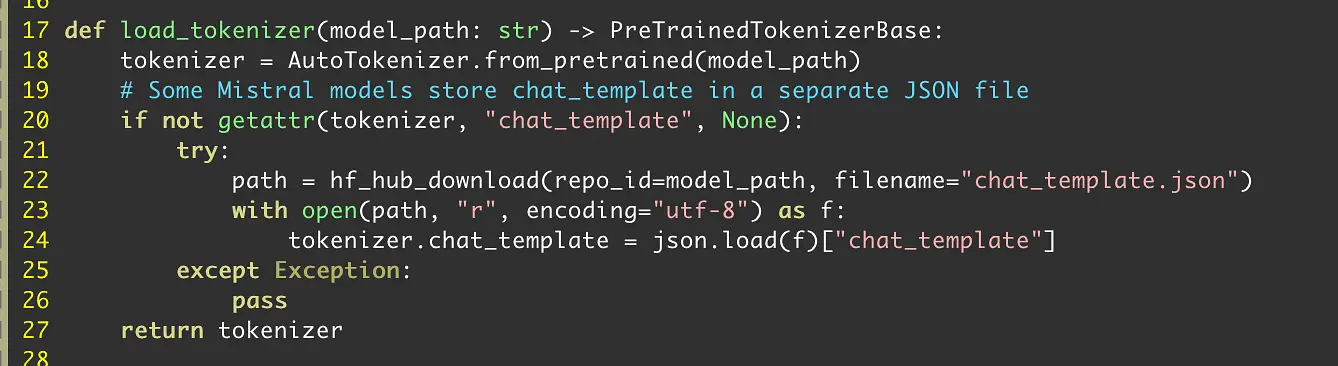 16
17 def load_tokenizer(model_path: str) -> PreTrainedTokenizerBase:
18     tokenizer = AutoTokenizer.from_pretrained(model_path)
19     # Some Mistral models store chat_template in a separate JSON file
20     if not getattr(tokenizer, "chat_template", None):
21         try:
22             path = hf_hub_download(repo_id=model_path, filename="chat_template.json")
23             with open(path, "r", encoding="utf-8") as f:
24                 tokenizer.chat_template = json.load(f)["chat_template"]
25         except Exception:
26             pass
27     return tokenizer
28